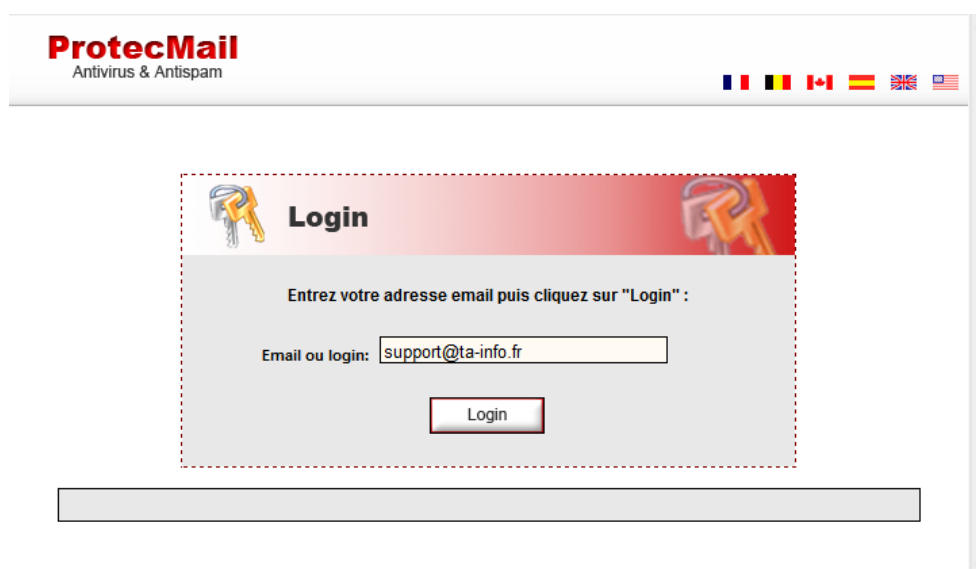 ProtecMail
Antivirus & Antispam
Login
Entrez votre adresse email puis cliquez sur "Login" :
Email ou login: support@ta-info.fr
Login